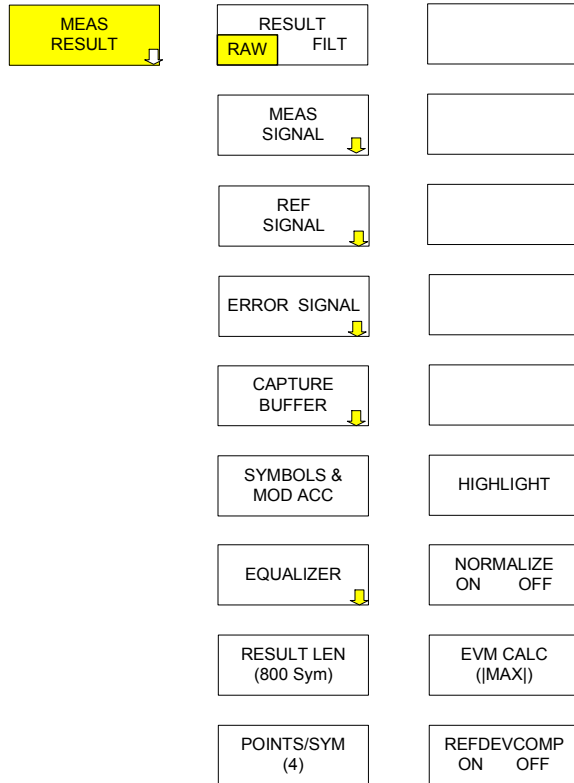 MEAS
RESULT
RESULT
RAW FILT
MEAS
SIGNAL
REF
SIGNAL
ERROR SIGNAL
CAPTURE
BUFFER
SYMBOLS &
MOD ACC
HIGHLIGHT
EQUALIZER
NORMALIZE
ON OFF
RESULT LEN
(800 Sym)
EVM CALC
(|MAX|)
POINTS/SYM
(4)
REFDEVCOMP
ON OFF